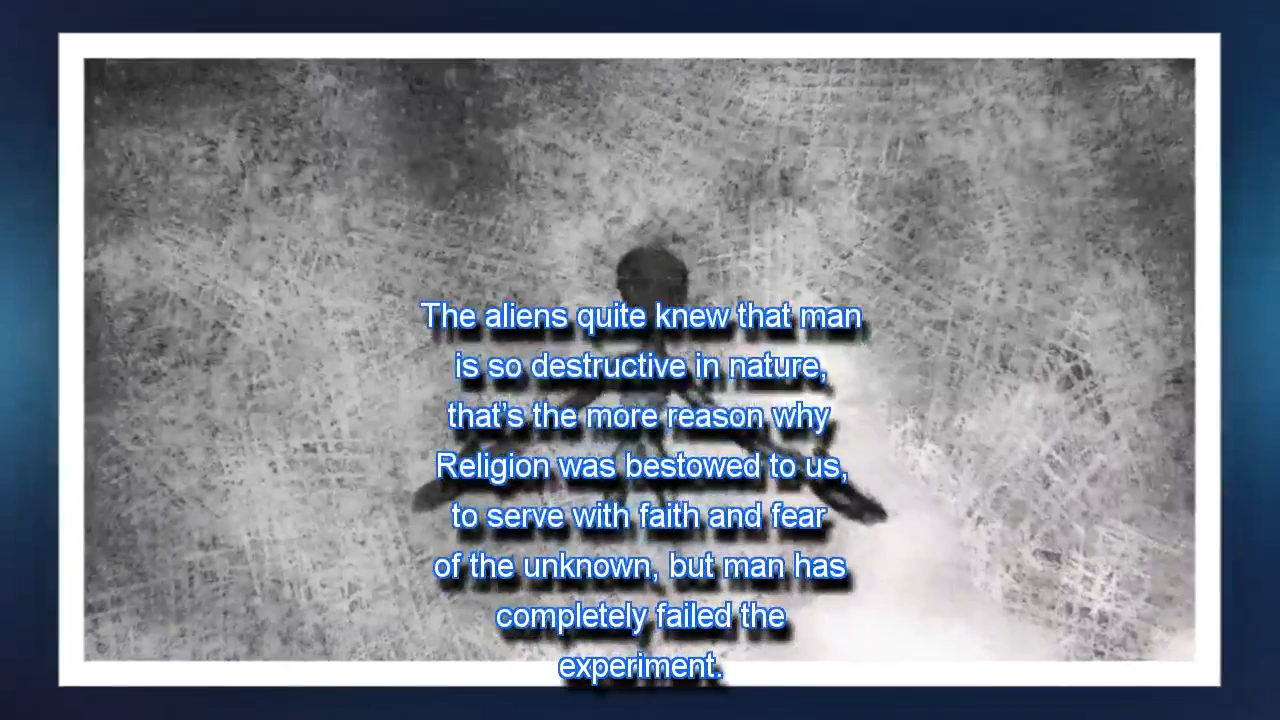 The aliens quite knew that man
is so destructive in nature,
that's the more reason why
Religion was bestowed to us,
to serve with faith and fear
of the unknown, but man has
completely failed the
experiment.